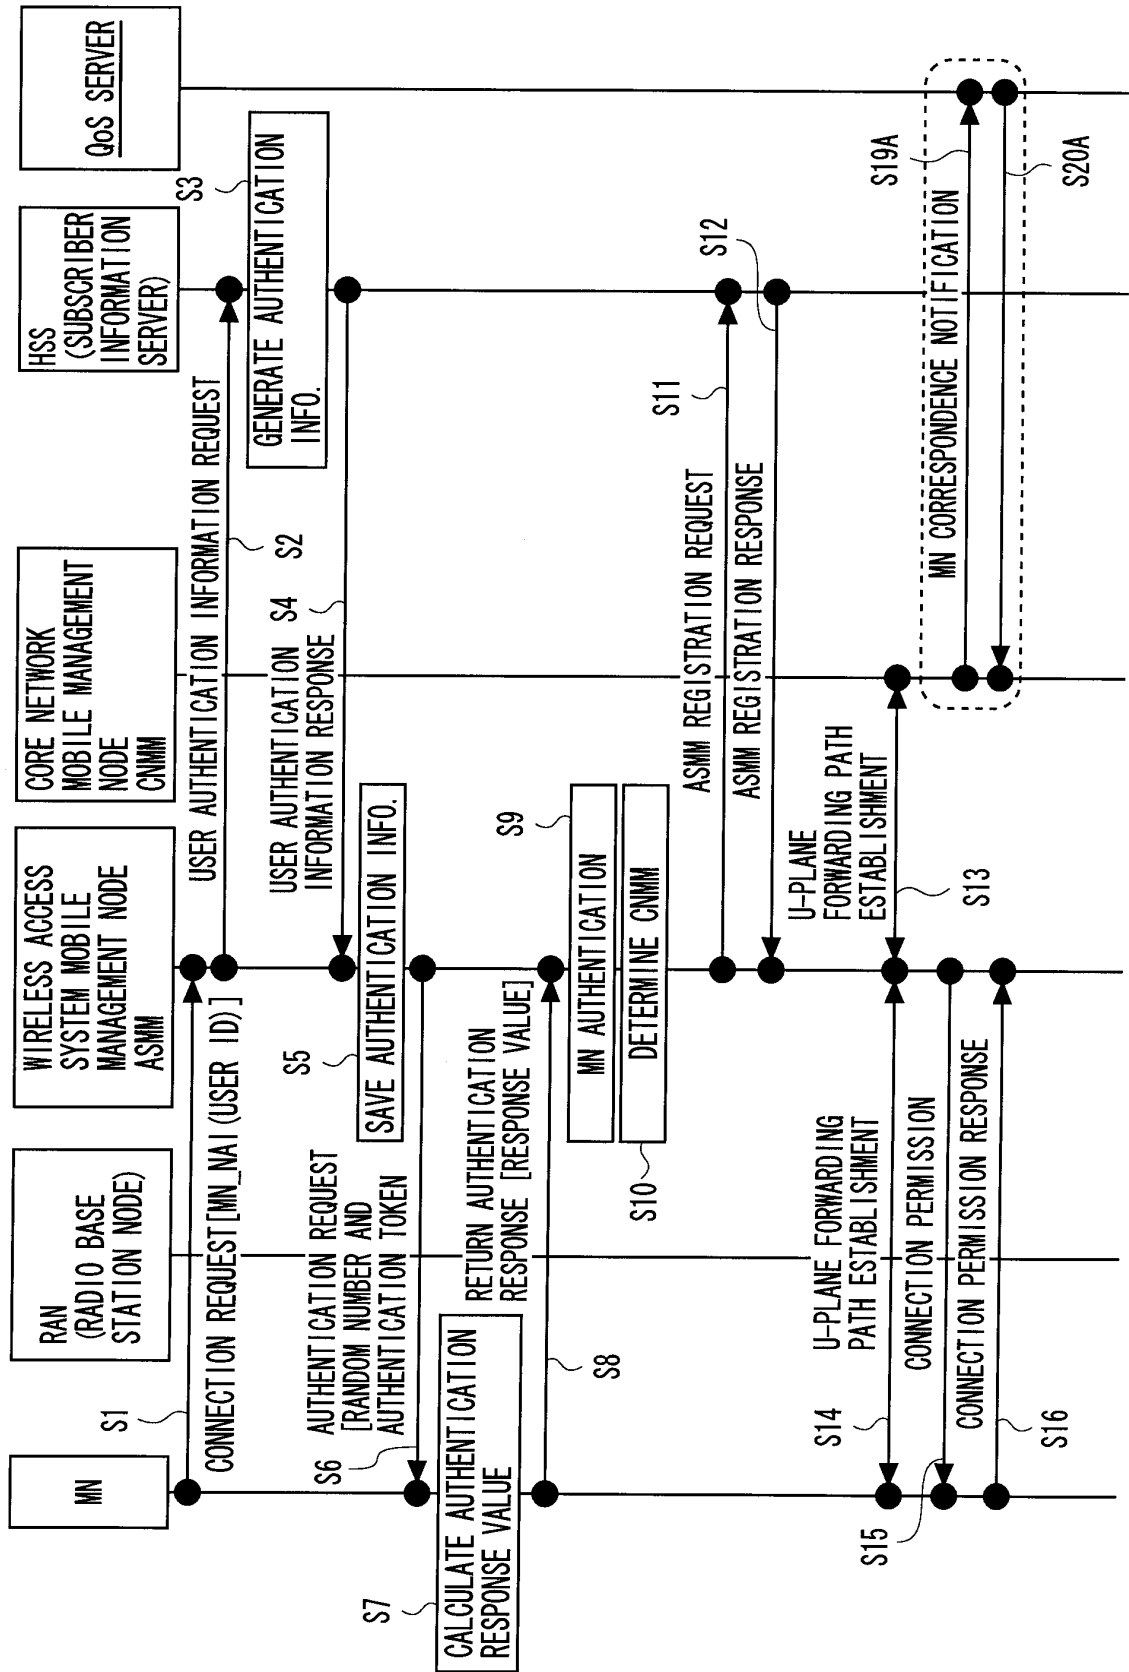 MN
RAN
(RADIO BASE
STATION NODE)
WIRELESS ACCESS
SYSTEM MOBILE
MANAGEMENT NODE
ASMM
CORE NETWORK
MOBILE MANAGEMENT
NODE
CNMM
HSS
(SUBSCRIBER
INFORMATION
SERVER)
QoS SERVER
S1
CONNECTION REQUEST[MN_NAI(USER ID)]
USER AUTHENTICATION INFORMATION REQUEST
S2
S3
GENERATE AUTHENTICATION
INFO.
USER AUTHENTICATION
INFORMATION RESPONSE
S4
S5
SAVE AUTHENTICATION INFO.
AUTHENTICATION REQUEST
[RANDOM NUMBER AND
AUTHENTICATION TOKEN
S6
S7
CALCULATE AUTHENTICATION
RESPONSE VALUE
RETURN AUTHENTICATION
RESPONSE [RESPONSE VALUE]
S8
S9
MN AUTHENTICATION
DETERMINE CNMM
S10
ASMM REGISTRATION REQUEST
S11
ASMM REGISTRATION RESPONSE
S12
U-PLANE
FORWARDING PATH
ESTABLISHMENT
S13
U-PLANE FORWARDING
PATH ESTABLISHMENT
S14
CONNECTION PERMISSION
S15
CONNECTION PERMISSION RESPONSE
S16
MN CORRESPONDENCE NOTIFICATION
S19A
S20A